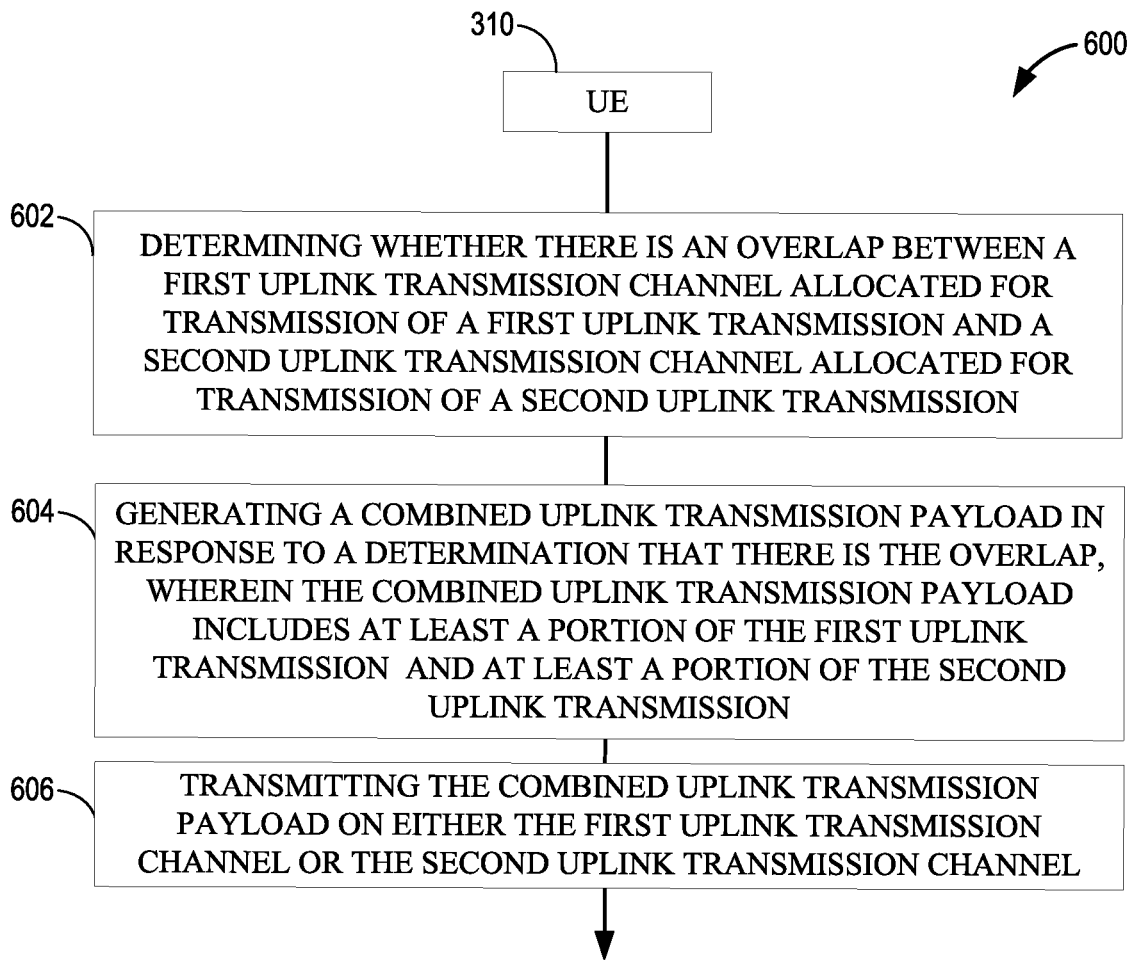 310
600
UE
602
DETERMINING WHETHER THERE IS AN OVERLAP BETWEEN A
FIRST UPLINK TRANSMISSION CHANNEL ALLOCATED FOR
TRANSMISSION OF A FIRST UPLINK TRANSMISSION AND A
SECOND UPLINK TRANSMISSION CHANNEL ALLOCATED FOR
TRANSMISSION OF A SECOND UPLINK TRANSMISSION
604
GENERATING A COMBINED UPLINK TRANSMISSION PAYLOAD IN
RESPONSE TO A DETERMINATION THAT THERE IS THE OVERLAP,
WHEREIN THE COMBINED UPLINK TRANSMISSION PAYLOAD
INCLUDES AT LEAST A PORTION OF THE FIRST UPLINK
TRANSMISSION AND AT LEAST A PORTION OF THE SECOND
UPLINK TRANSMISSION
606
TRANSMITTING THE COMBINED UPLINK TRANSMISSION
PAYLOAD ON EITHER THE FIRST UPLINK TRANSMISSION
CHANNEL OR THE SECOND UPLINK TRANSMISSION CHANNEL